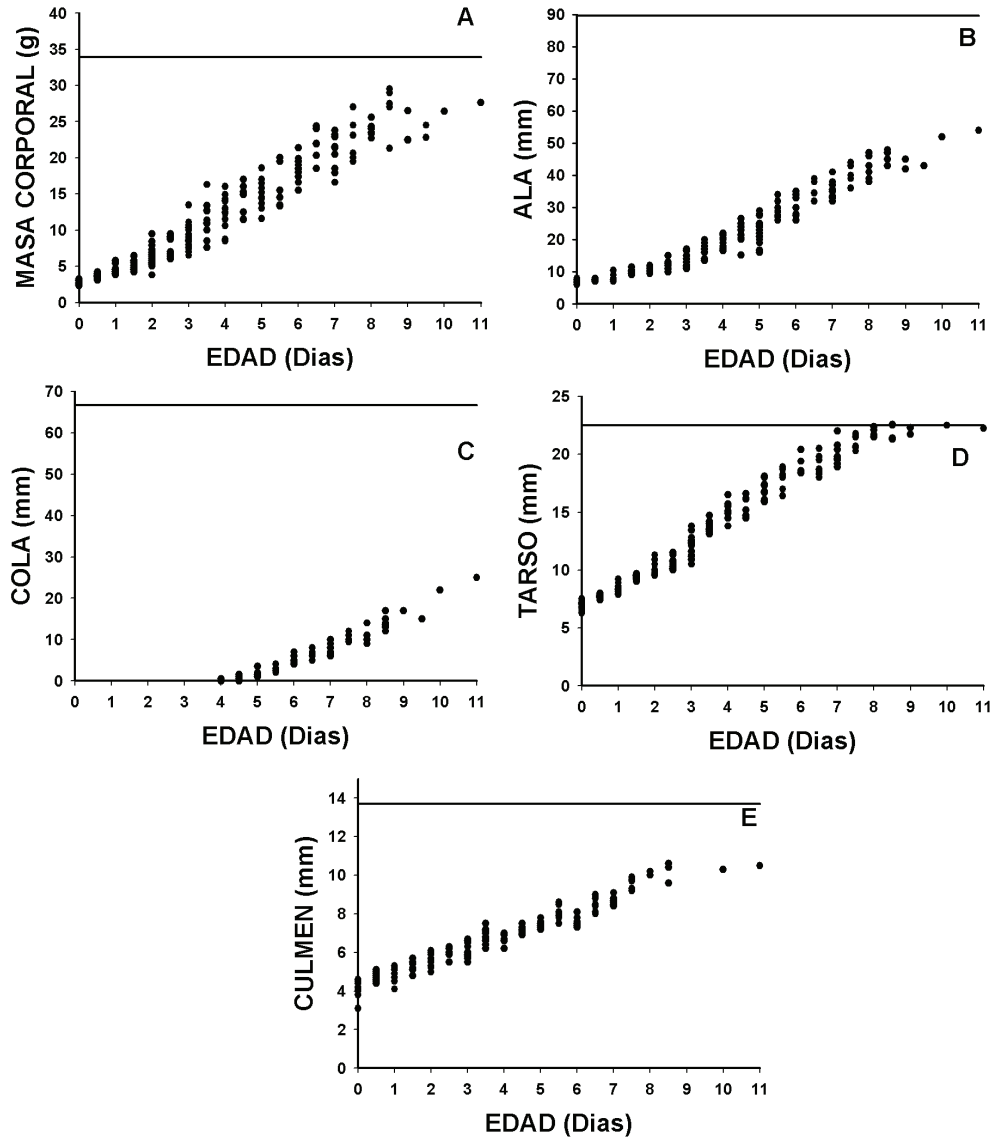 A
MASA CORPORAL (g)
40
35
30
25
20
15
10
5
0
0 1 2 3 4 5 6 7 8 9 10 11
EDAD (Dias)
B
ALA (mm)
90
80
70
60
50
40
30
20
10
0
0 1 2 3 4 5 6 7 8 9 10 11
EDAD (Dias)
C
COLA (mm)
70
60
50
40
30
20
10
0
0 1 2 3 4 5 6 7 8 9 10 11
EDAD (Dias)
D
TARSO (mm)
25
20
15
10
5
0
0 1 2 3 4 5 6 7 8 9 10 11
EDAD (Dias)
E
CULMEN (mm)
14
12
10
8
6
4
2
0
0 1 2 3 4 5 6 7 8 9 10 11
EDAD (Dias)